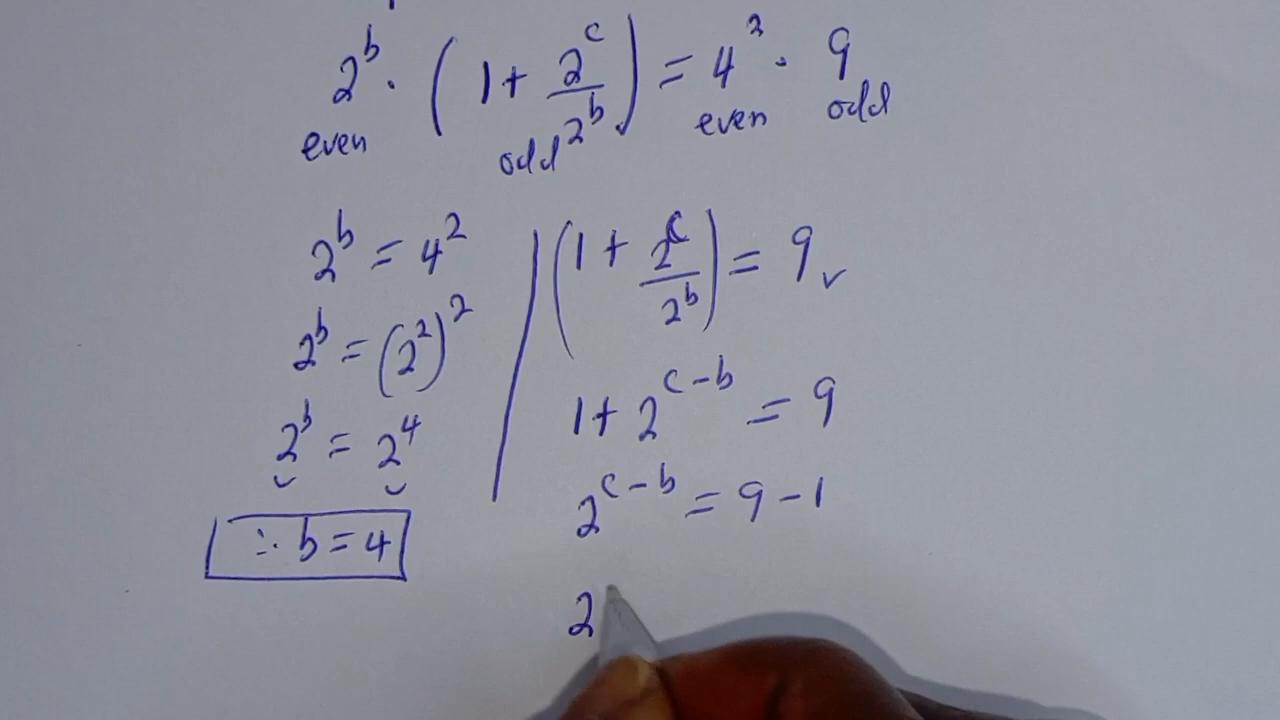 2^b · (1 + 2^c/2^b) = 4^2 · 9
even odd even odd
2^b = 4^2
2^b = (2^2)^2
2^b = 2^4
∴ b = 4
(1 + 2^c/2^b) = 9
1 + 2^(c-b) = 9
2^(c-b) = 9 - 1
2